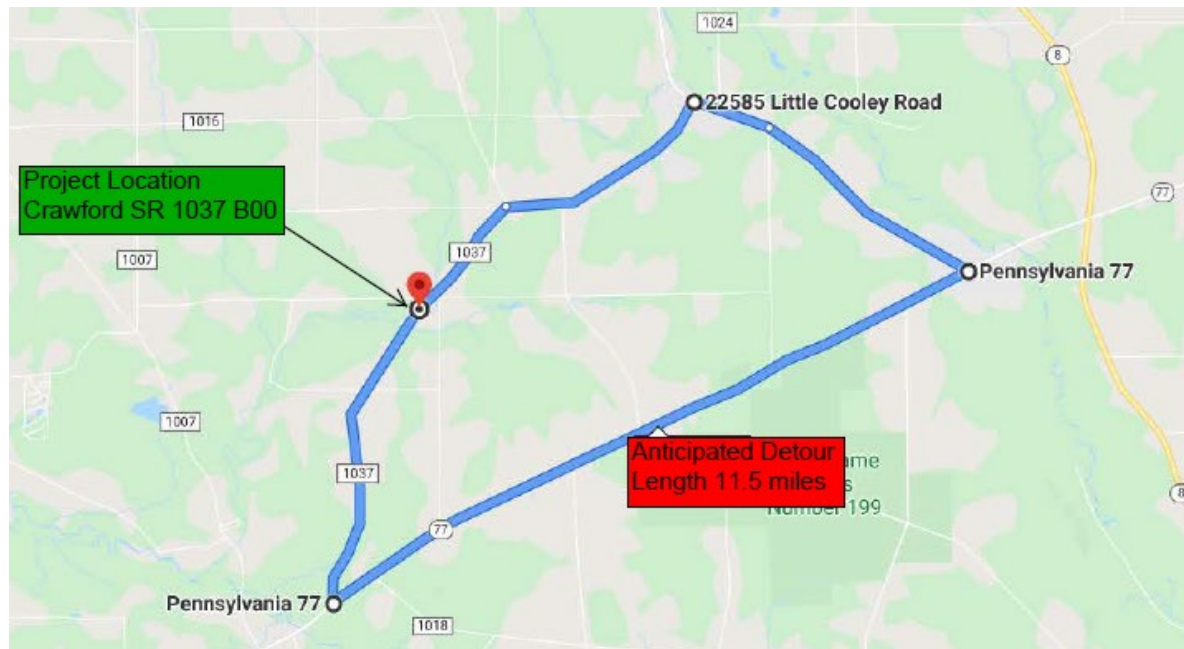 1024
8
22585 Little Cooley Road
1016
Project Location
Crawford SR 1037 B00
77
1037
1007
Pennsylvania 77
1007
Anticipated Detour
Length 11.5 miles
1037
Number 199
8
77
Pennsylvania 77
1018